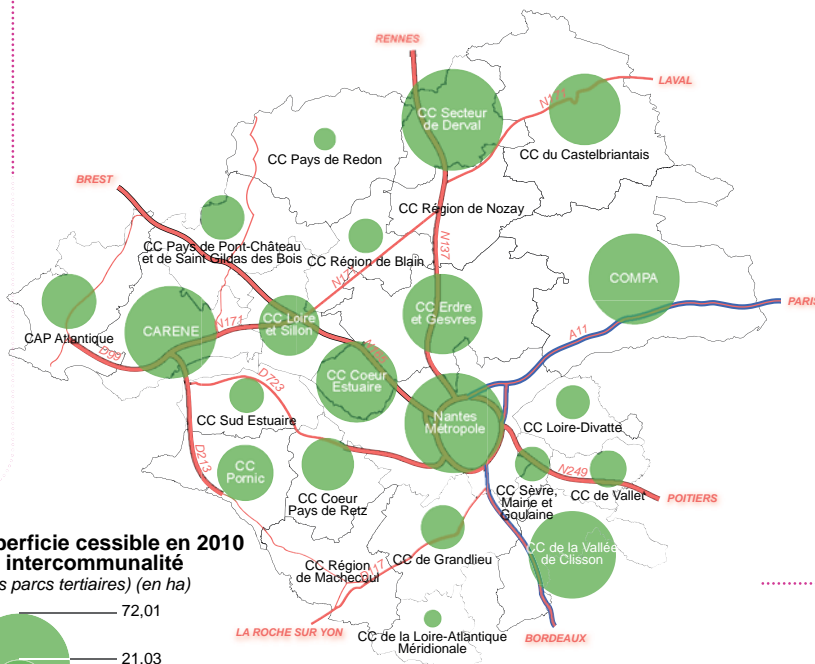 RENNES
LAVAL
N171
CC Secteur
de Derval
CC du Castelbriantais
CC Pays de Redon
BREST
CC Région de Nozay
CC Pays de Pont-Château
et de Saint Gildas des Bois
CC Région de Blain
N137
N171
COMPA
PARIS
CAP Atlantique
CARENE
N171
CC Loire
et Sillon
CC Erdre
et Gesvres
A11
D99
N165
CC Coeur
Estuaire
D723
CC Sud Estuaire
Nantes
Métropole
CC Loire-Divatte
D213
CC
Pornic
CC Coeur
Pays de Retz
CC Sèvre,
Maine et
Goulaine
N249
CC de Vallet
POITIERS
CC Région
de Machecoul
D117
CC de Grandlieu
CC de la Vallée
de Clisson
LA ROCHE SUR YON
CC de la Loire-Atlantique
Méridionale
BORDEAUX
perficie cessible en 2010
intercommunalité
s parcs tertiaires) (en ha)
72,01
21,03